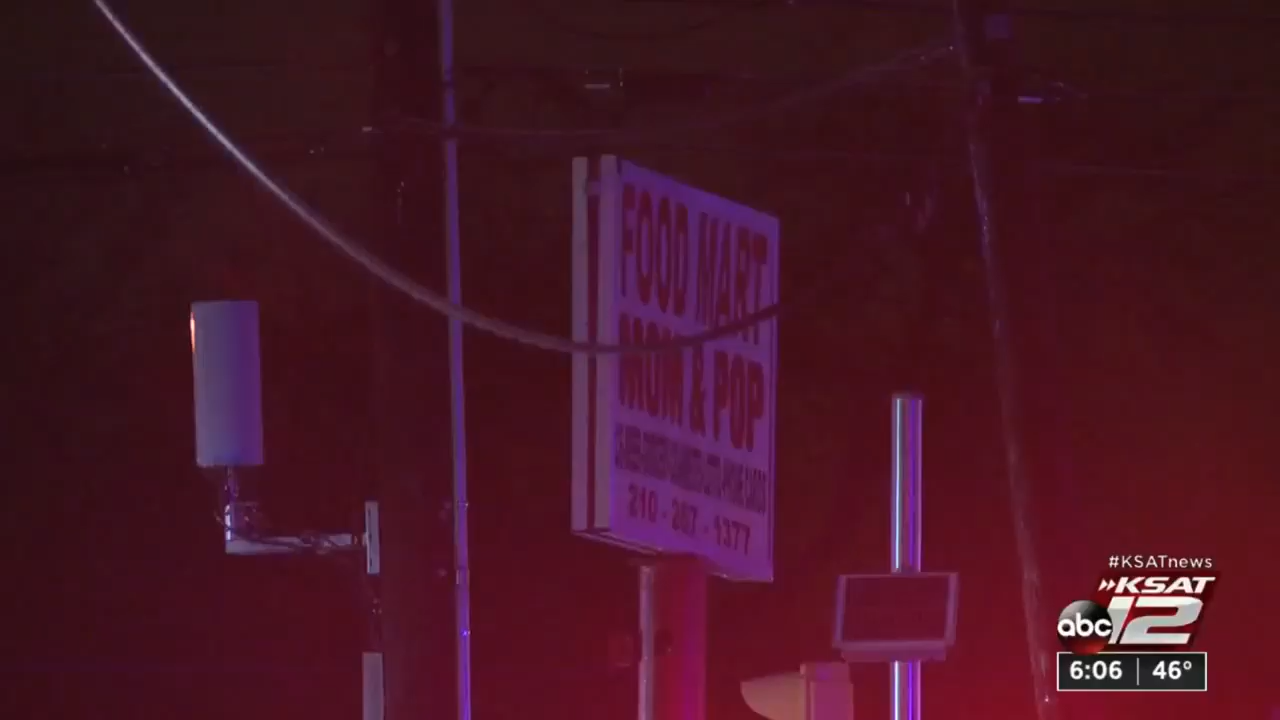 FOOD MART
MOM & POP
210 - 267 - 1377
#KSATnews
KSAT
abc 12
6:06 46°